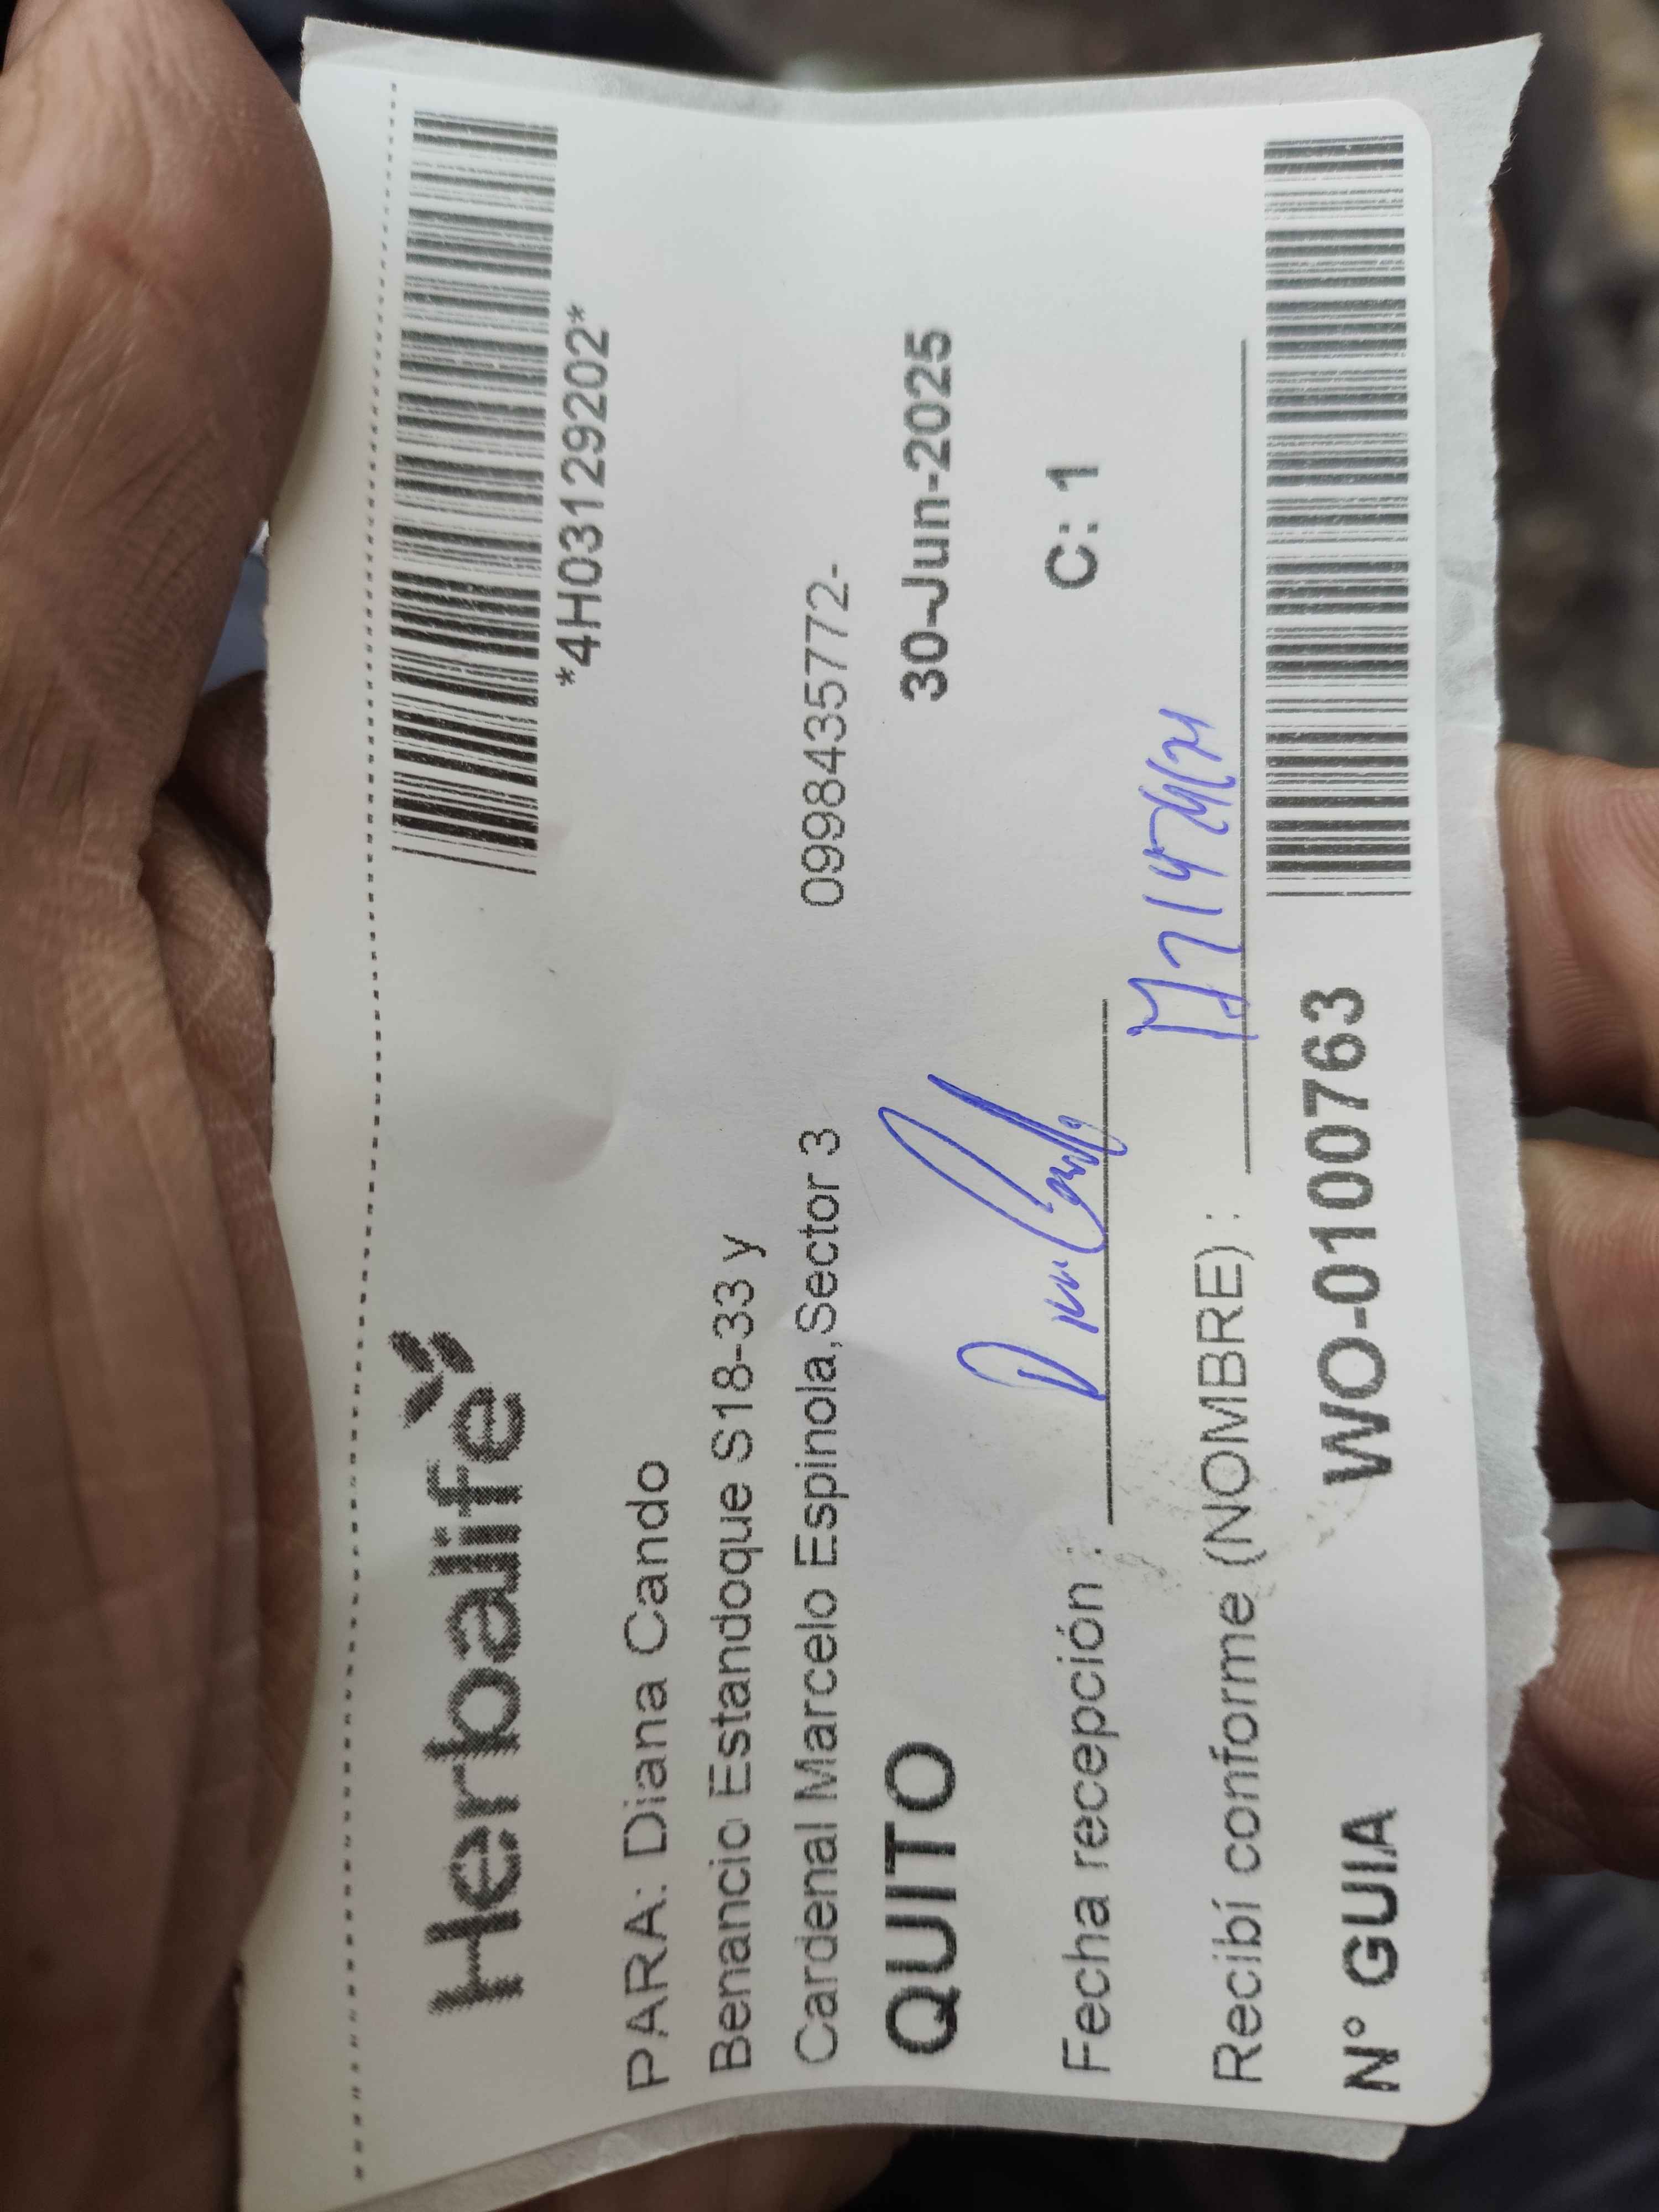 Herbalife
*4H03129202*
PARA: Diana Cando
Benancio Estandoque S18-33 y
Cardenal Marcelo Espinola,Sector 3 0998435772-
QUITO 30-Jun-2025
Fecha recepción : C: 1
Recibí conforme (NOMBRE) :
N° GUIA WO-0100763